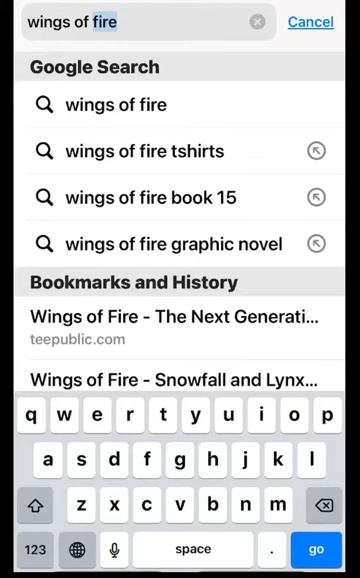 wings of fire
Cancel
Google Search
wings of fire
wings of fire tshirts
wings of fire book 15
wings of fire graphic novel
Bookmarks and History
Wings of Fire - The Next Generati...
teepublic.com
Wings of Fire - Snowfall and Lynx...
q w e r t y u i o p
a s d f g h j k l
z x c v b n m
123 space . go